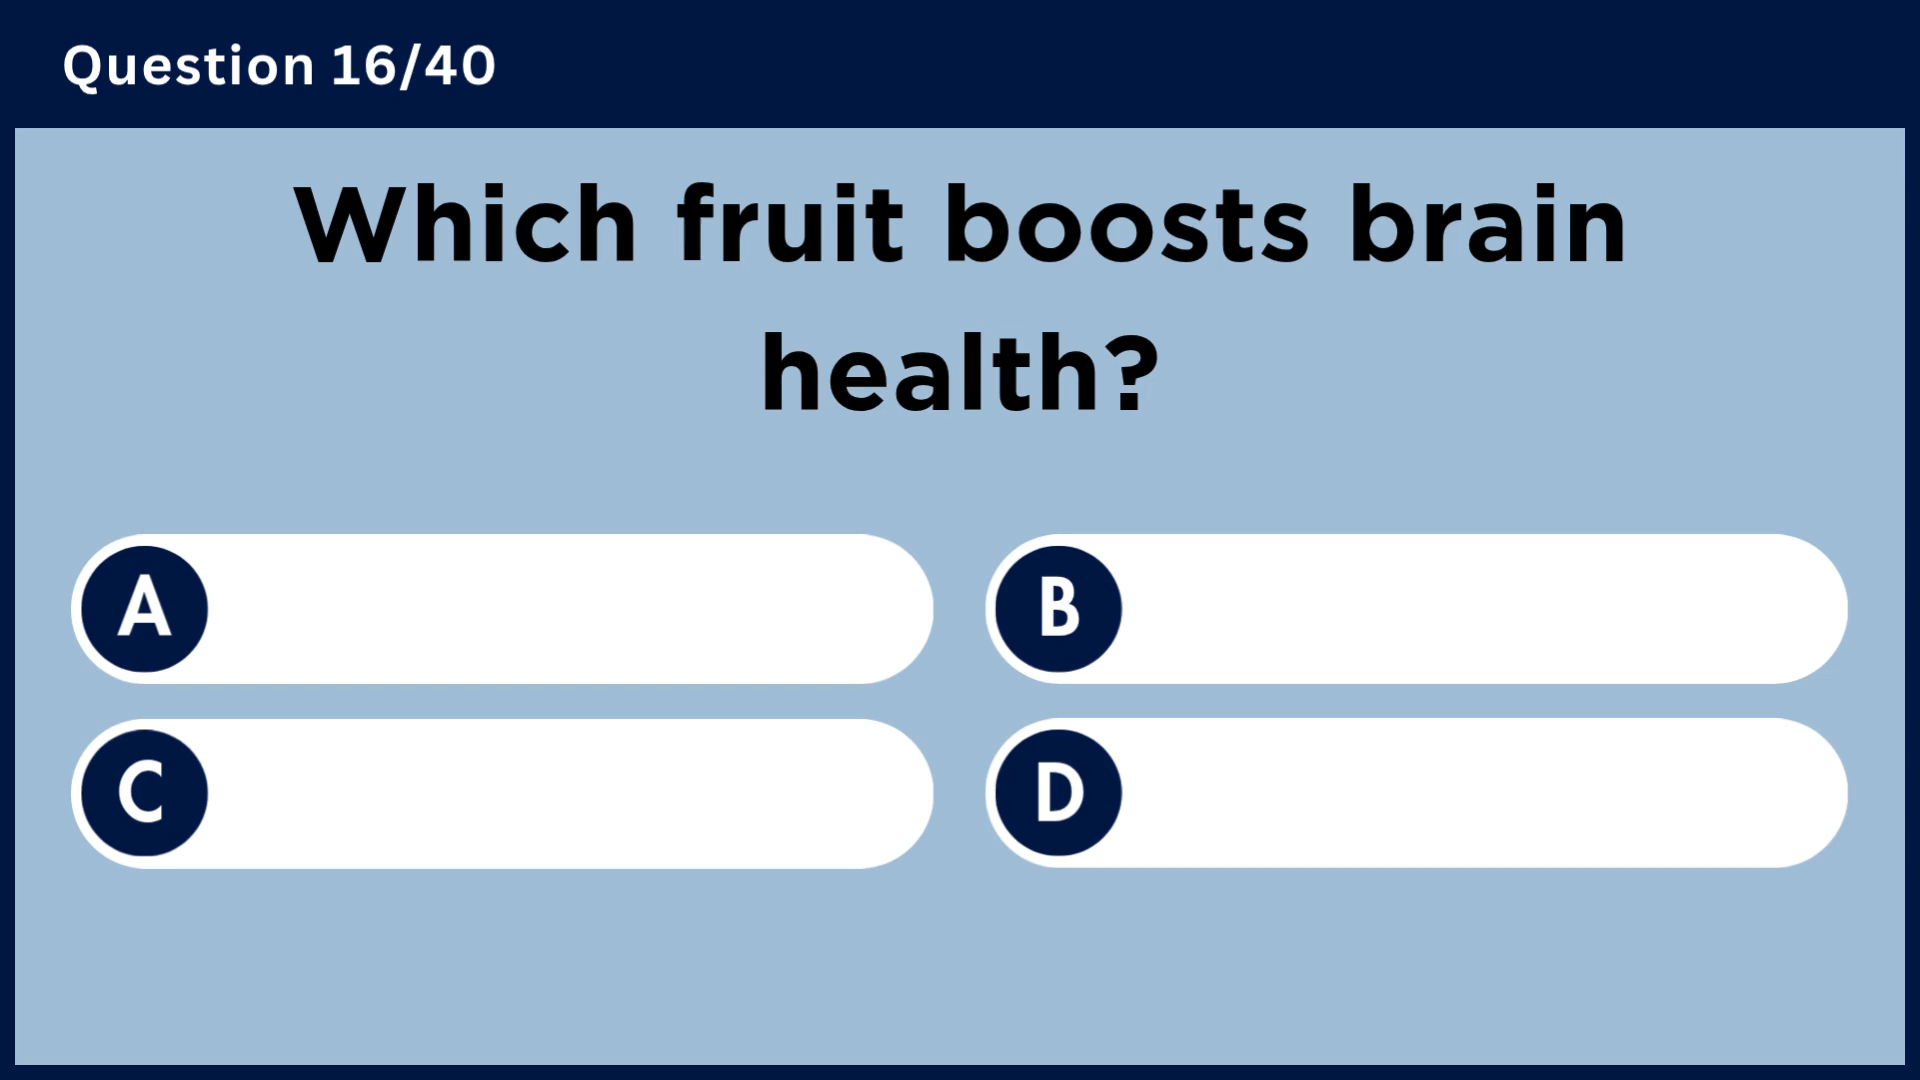 Question 16/40
Which fruit boosts brain
health?
A
B
C
D